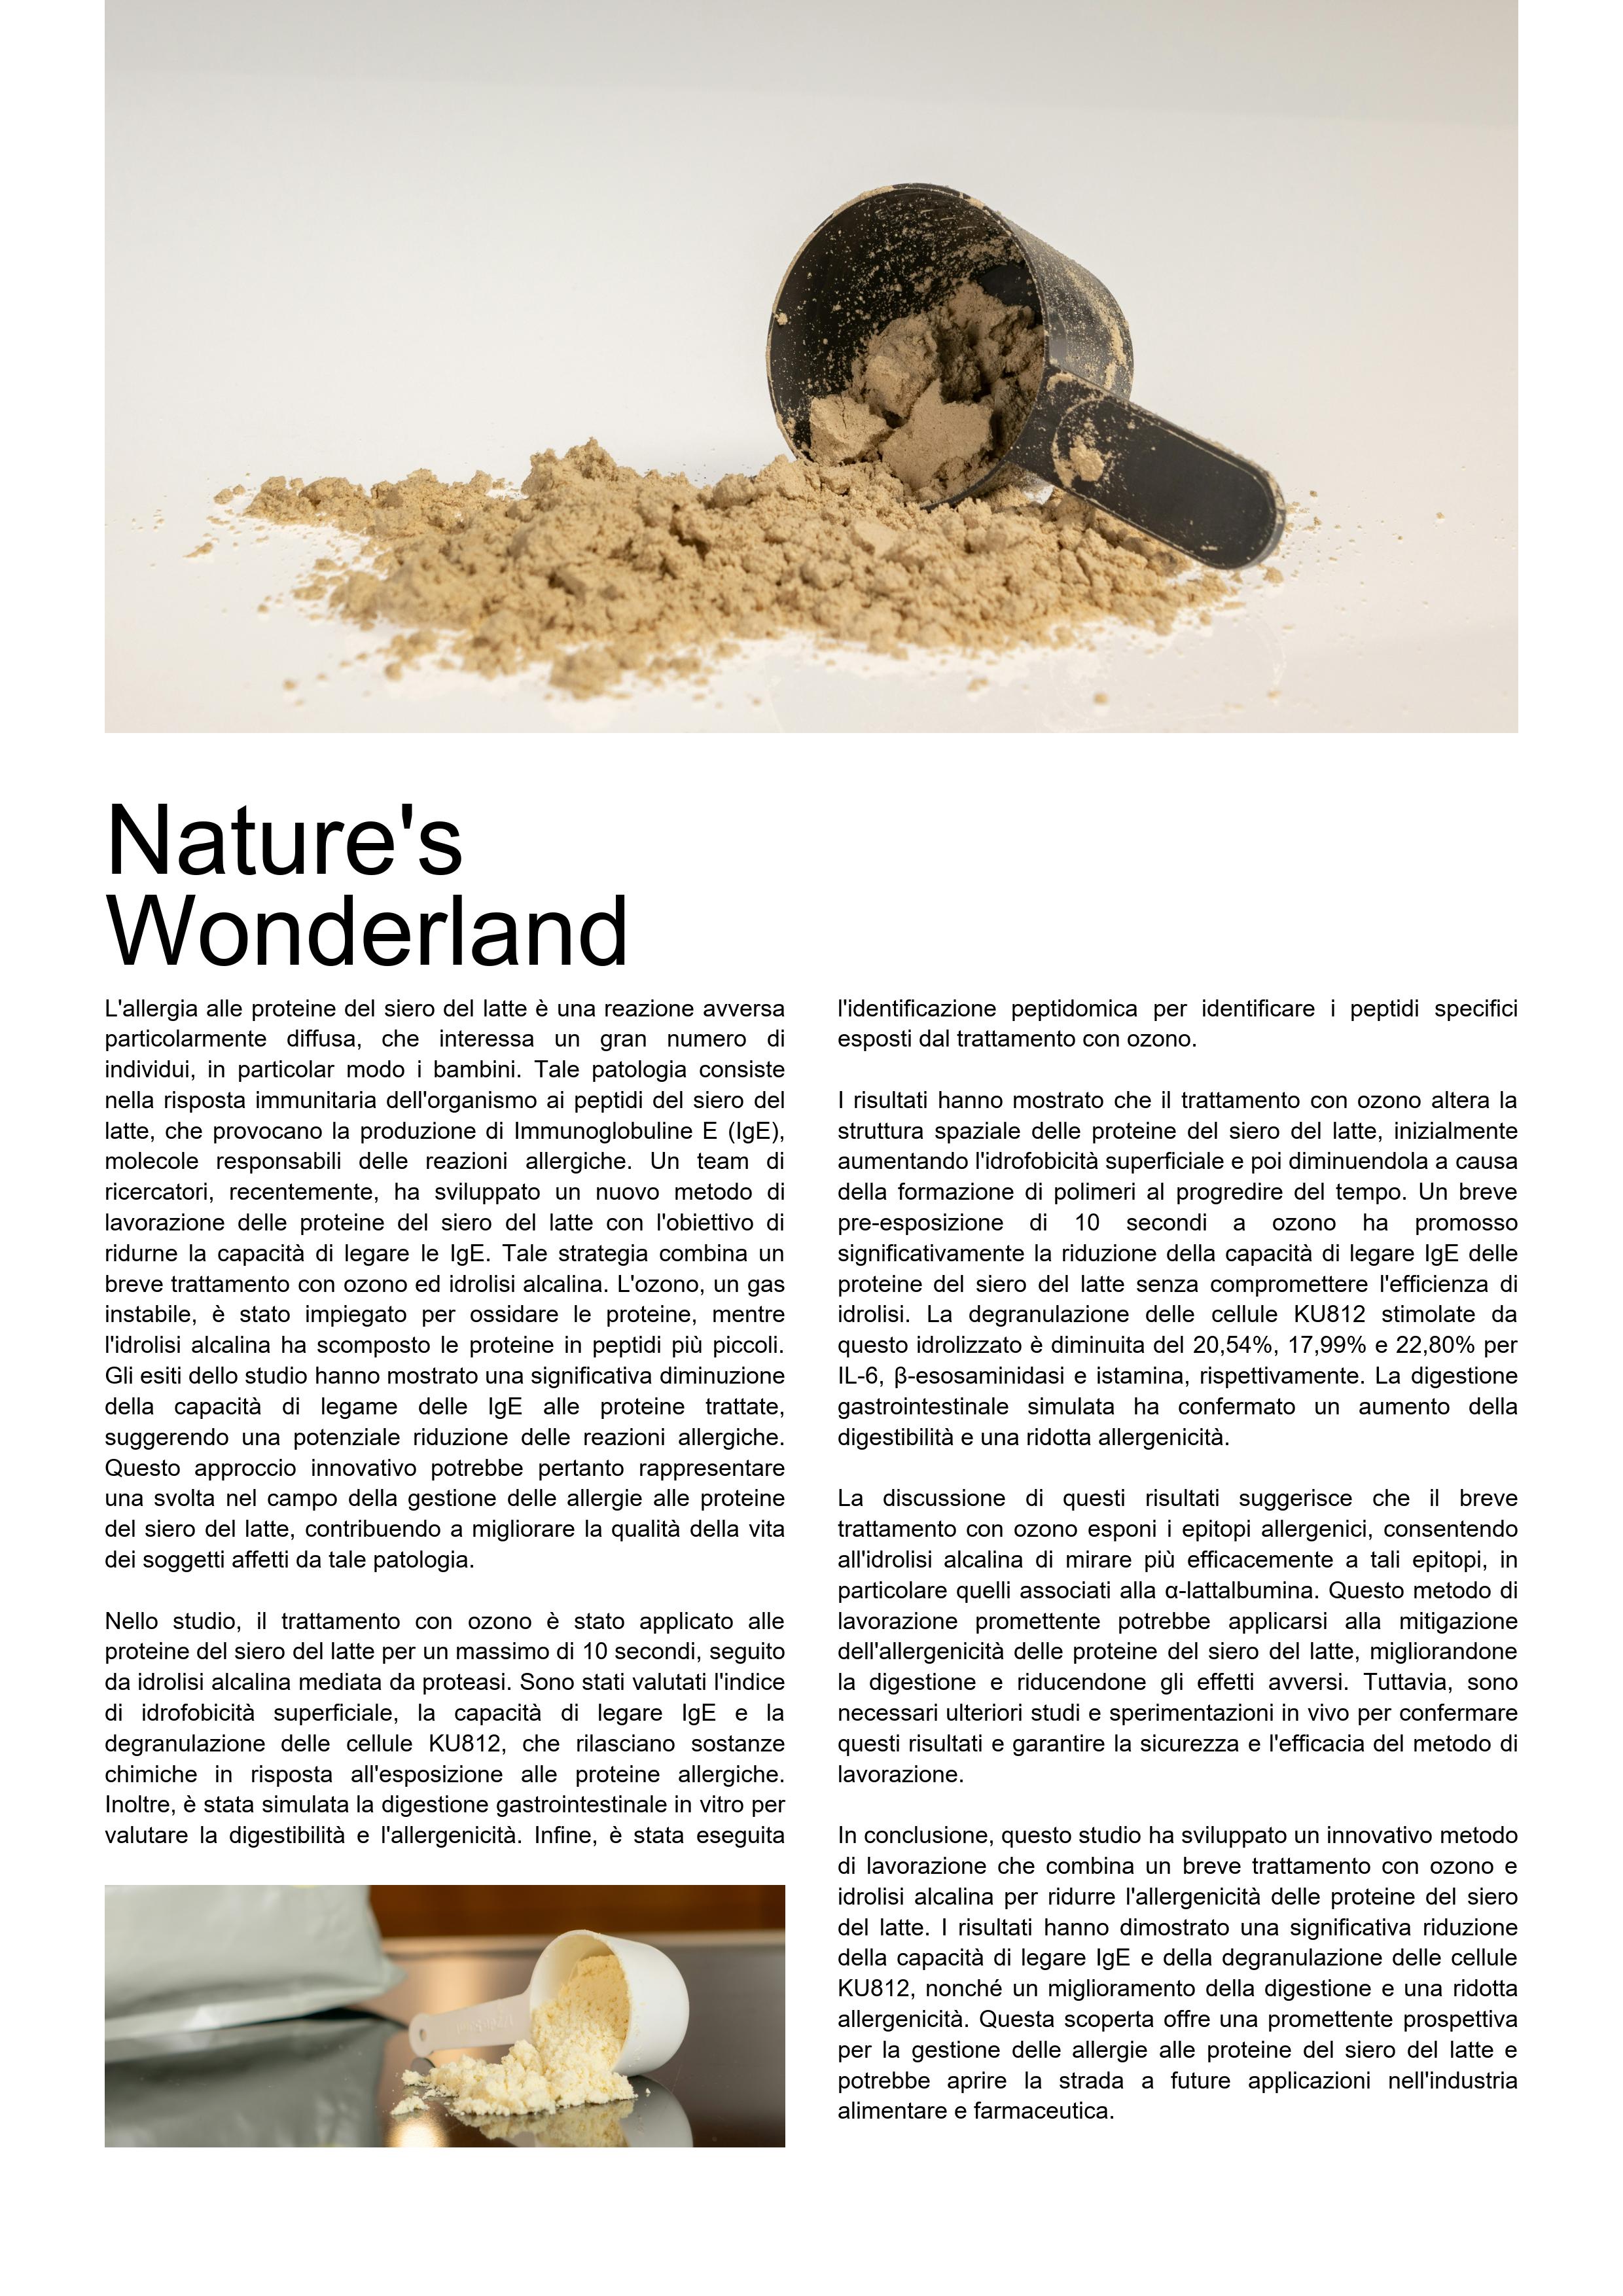 Nature's
Wonderland
L'allergia alle proteine del siero del latte è una reazione avversa
particolarmente diffusa, che interessa un gran numero di
individui, in particolar modo i bambini. Tale patologia consiste
nella risposta immunitaria dell'organismo ai peptidi del siero del
latte, che provocano la produzione di Immunoglobuline E (IgE),
molecole responsabili delle reazioni allergiche. Un team di
ricercatori, recentemente, ha sviluppato un nuovo metodo di
lavorazione delle proteine del siero del latte con l'obiettivo di
ridurne la capacità di legare le IgE. Tale strategia combina un
breve trattamento con ozono ed idrolisi alcalina. L'ozono, un gas
instabile, è stato impiegato per ossidare le proteine, mentre
l'idrolisi alcalina ha scomposto le proteine in peptidi più piccoli.
Gli esiti dello studio hanno mostrato una significativa diminuzione
della capacità di legame delle IgE alle proteine trattate,
suggerendo una potenziale riduzione delle reazioni allergiche.
Questo approccio innovativo potrebbe pertanto rappresentare
una svolta nel campo della gestione delle allergie alle proteine
del siero del latte, contribuendo a migliorare la qualità della vita
dei soggetti affetti da tale patologia.
Nello studio, il trattamento con ozono è stato applicato alle
proteine del siero del latte per un massimo di 10 secondi, seguito
da idrolisi alcalina mediata da proteasi. Sono stati valutati l'indice
di idrofobicità superficiale, la capacità di legare IgE e la
degranulazione delle cellule KU812, che rilasciano sostanze
chimiche in risposta all'esposizione alle proteine allergiche.
Inoltre, è stata simulata la digestione gastrointestinale in vitro per
valutare la digestibilità e l'allergenicità. Infine, è stata eseguita
l'identificazione peptidomica per identificare i peptidi specifici
esposti dal trattamento con ozono.
I risultati hanno mostrato che il trattamento con ozono altera la
struttura spaziale delle proteine del siero del latte, inizialmente
aumentando l'idrofobicità superficiale e poi diminuendola a causa
della formazione di polimeri al progredire del tempo. Un breve
pre-esposizione di 10 secondi a ozono ha promosso
significativamente la riduzione della capacità di legare IgE delle
proteine del siero del latte senza compromettere l'efficienza di
idrolisi. La degranulazione delle cellule KU812 stimolate da
questo idrolizzato è diminuita del 20,54%, 17,99% e 22,80% per
IL-6, β-esosaminidasi e istamina, rispettivamente. La digestione
gastrointestinale simulata ha confermato un aumento della
digestibilità e una ridotta allergenicità.
La discussione di questi risultati suggerisce che il breve
trattamento con ozono esponi i epitopi allergenici, consentendo
all'idrolisi alcalina di mirare più efficacemente a tali epitopi, in
particolare quelli associati alla α-lattalbumina. Questo metodo di
lavorazione promettente potrebbe applicarsi alla mitigazione
dell'allergenicità delle proteine del siero del latte, migliorandone
la digestione e riducendone gli effetti avversi. Tuttavia, sono
necessari ulteriori studi e sperimentazioni in vivo per confermare
questi risultati e garantire la sicurezza e l'efficacia del metodo di
lavorazione.
In conclusione, questo studio ha sviluppato un innovativo metodo
di lavorazione che combina un breve trattamento con ozono e
idrolisi alcalina per ridurre l'allergenicità delle proteine del siero
del latte. I risultati hanno dimostrato una significativa riduzione
della capacità di legare IgE e della degranulazione delle cellule
KU812, nonché un miglioramento della digestione e una ridotta
allergenicità. Questa scoperta offre una promettente prospettiva
per la gestione delle allergie alle proteine del siero del latte e
potrebbe aprire la strada a future applicazioni nell'industria
alimentare e farmaceutica.